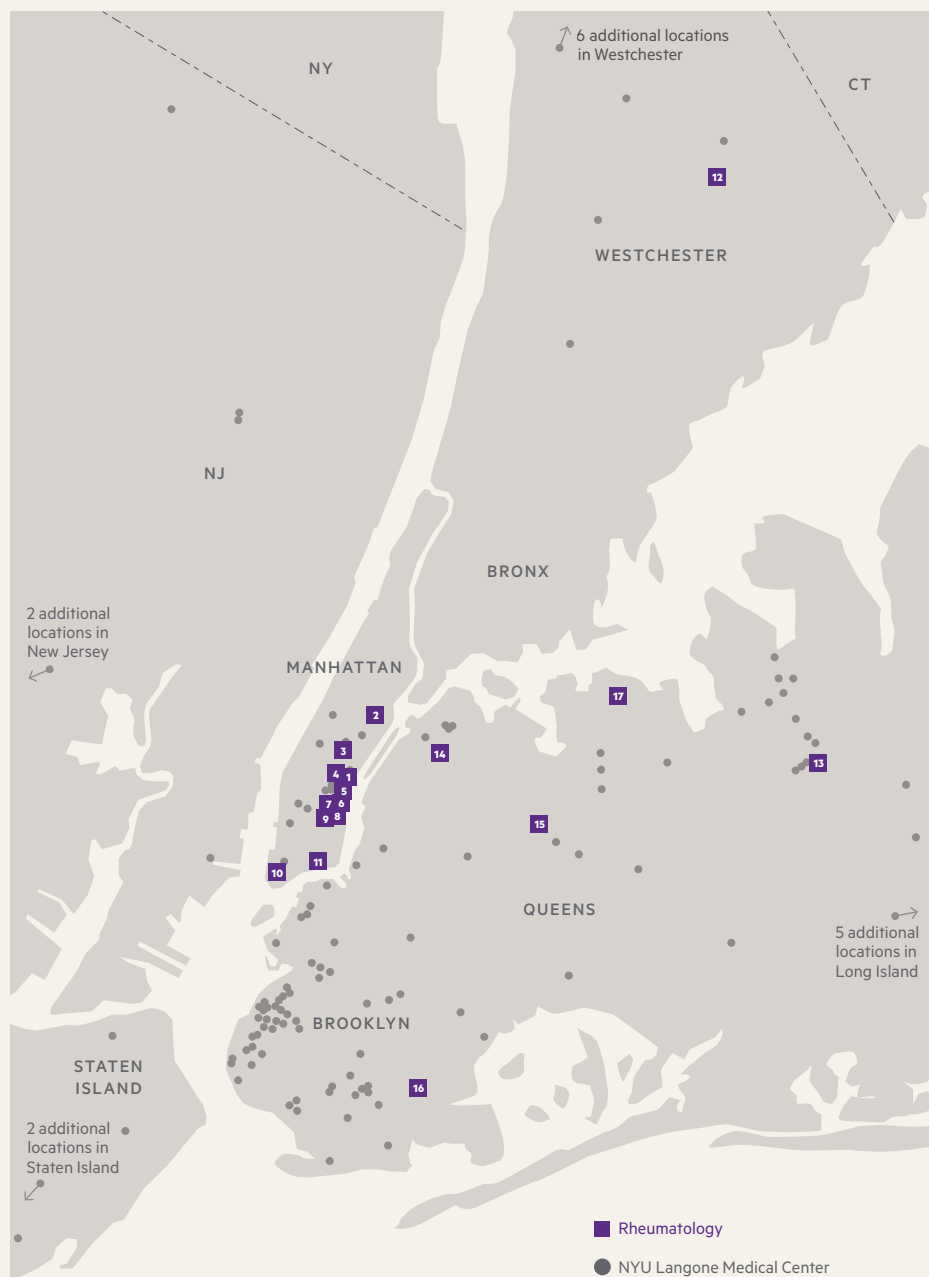 6 additional locations
in Westchester
NY
CT
12
WESTCHESTER
NJ
BRONX
2 additional
locations in
New Jersey
MANHATTAN
17
2
3
14
4
1
13
5
7
6
9
8
15
11
10
QUEENS
5 additional
locations in
Long Island
BROOKLYN
STATEN
ISLAND
16
2 additional
locations in
Staten Island
Rheumatology
NYU Langone Medical Center